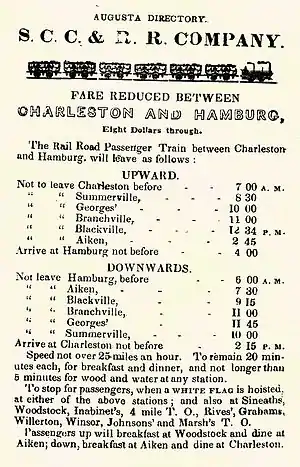 AUGUSTA DIRECTORY.
S. C. C. & R. R. COMPANY.
FARE REDUCED BETWEEN
CHARLESTON AND HAMBURG,
Eight Dollars through.
The Rail Road Passenger Train between Charleston
and Hamburg. will leave as follows :
UPWARD.
Not to leave Charleston before - - 7 00 A. M.
" " Summerville, - - - 8 30
" " Georges' - - - - 10 00
" " Branchville, - - - 11 00
" " Blackville, - - - 12 34 P. M.
" " Aiken, - - - - 2 45
Arrive at Hamburg not before - - 4 00
DOWNWARDS.
Not leave Hamburg, before - - - 6 00 A. M.
" " Aiken, - - - - 7 30
" " Blackville, - - - 9 15
" " Branchville, - - - 11 00
" " Georges' - - - - 11 45
" " Summerville, - - - 10 00
Arrive at Charleston not before - - 2 15 P. M.
Speed not over 25 miles an hour. To remain 20 min-
utes each, for breakfast and dinner, and not longer than
5 minutes for wood and water at any station.
To stop for passengers, when a WHITE FLAG is hoisted,
at either of the above stations ; and also at Sineaths,
Woodstock, Inabinet's, 4 mile T. O., Rives', Grahams,
Willerton, Winsor, Johnsons' and Marsh's T. O.
Passengers up will breakfast at Woodstock and dine at
Aiken; down, breakfast at Aiken and dine at Charleston.